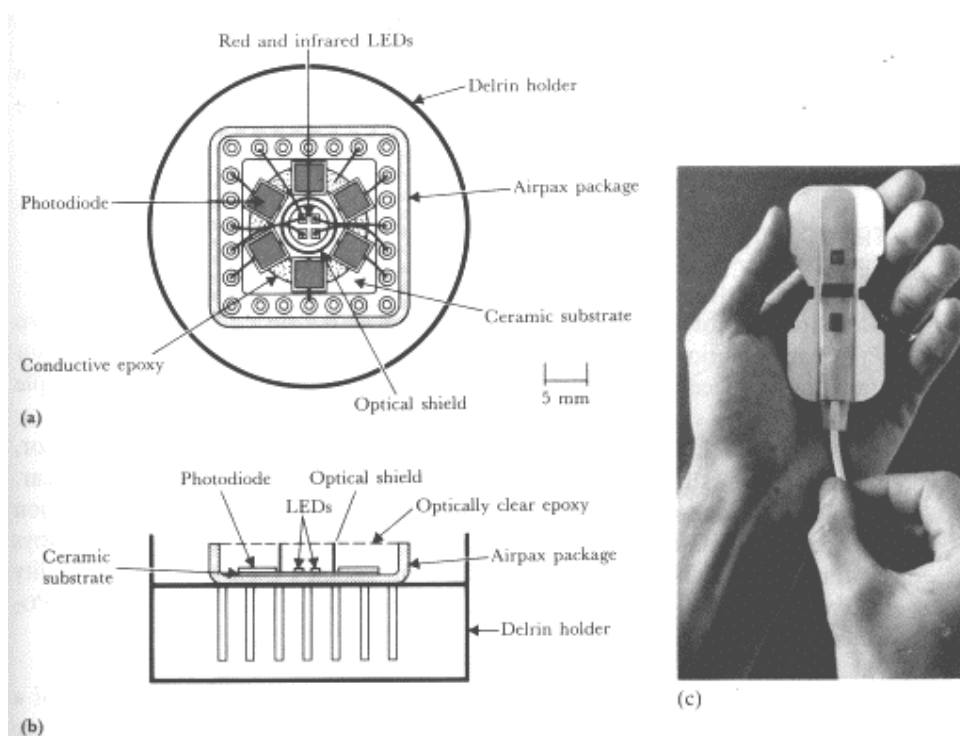 Red and infrared LEDs
Delrin holder
Airpax package
Photodiode
Ceramic substrate
Conductive epoxy
Optical shield
5 mm
(a)
Photodiode
Optical shield
LEDs
Optically clear epoxy
Ceramic
substrate
Airpax package
Delrin holder
(b)
(c)